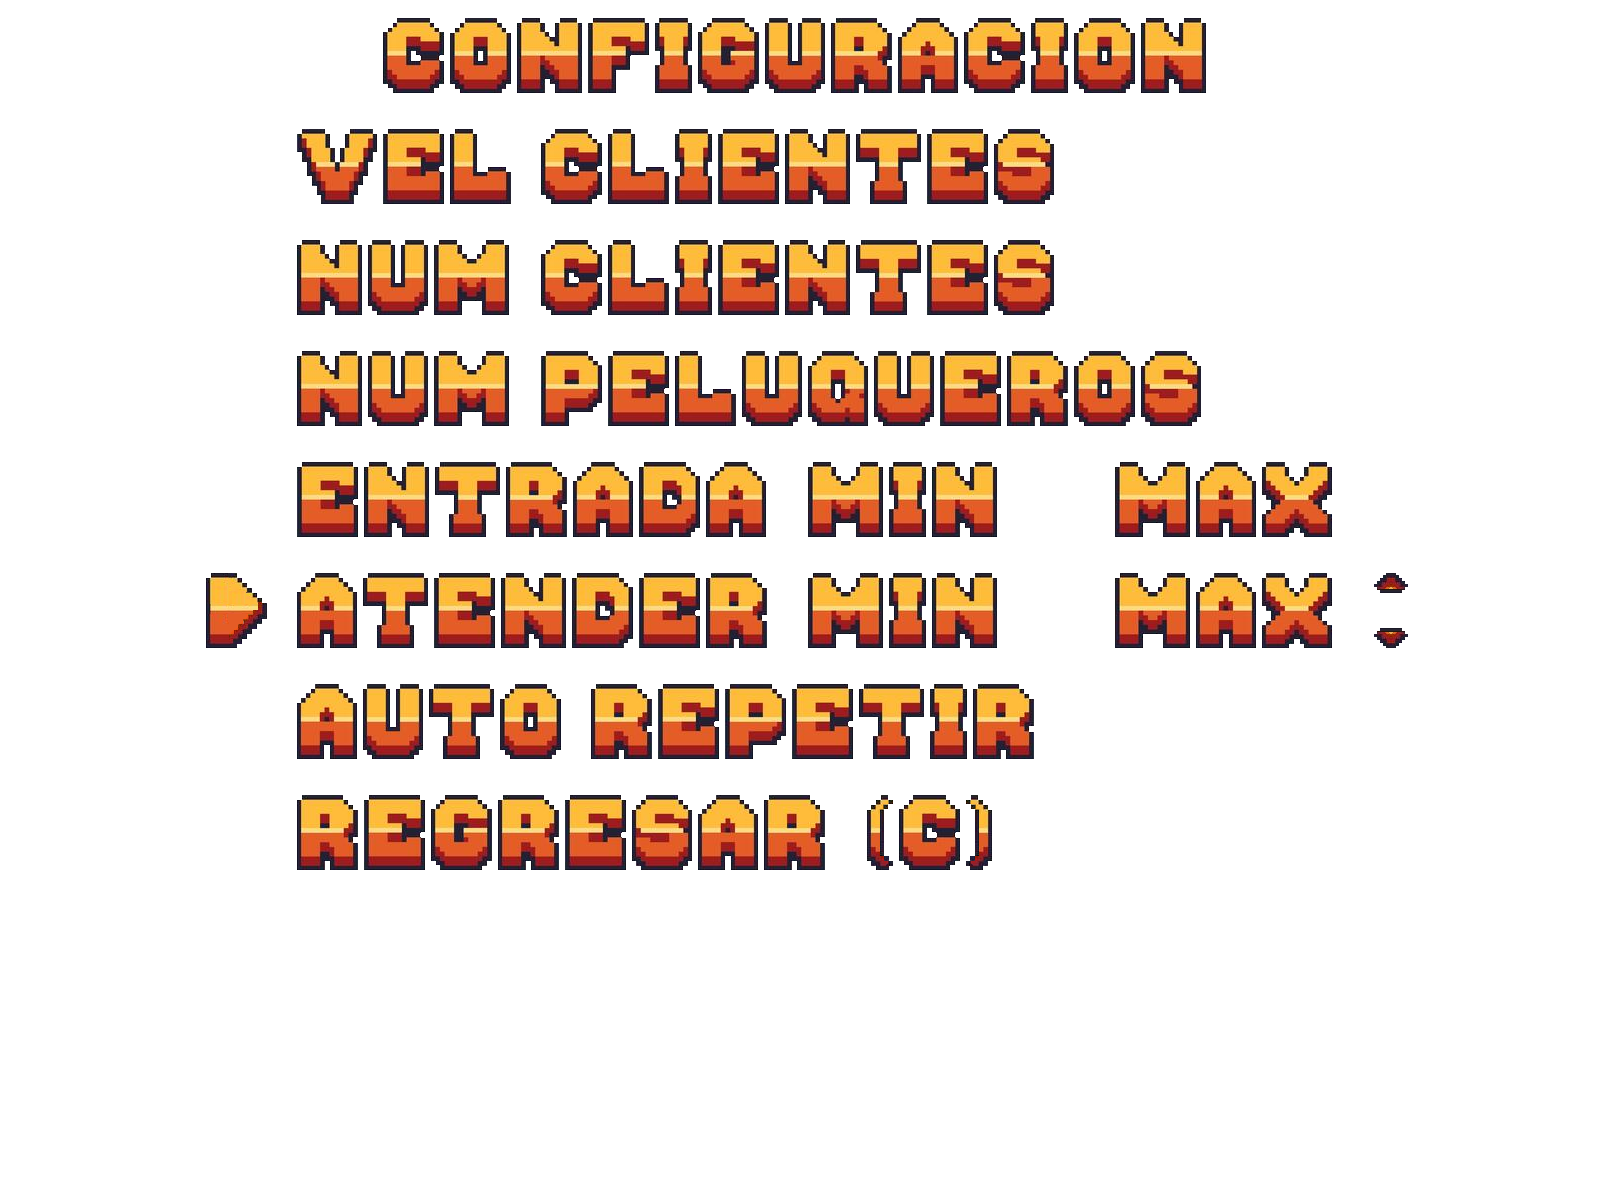 CONFIGURACION
VEL CLIENTES
NUM CLIENTES
NUM PELUQUEROS
ENTRADA MIN MAX
ATENDER MIN MAX
AUTO REPETIR
REGRESAR (C)